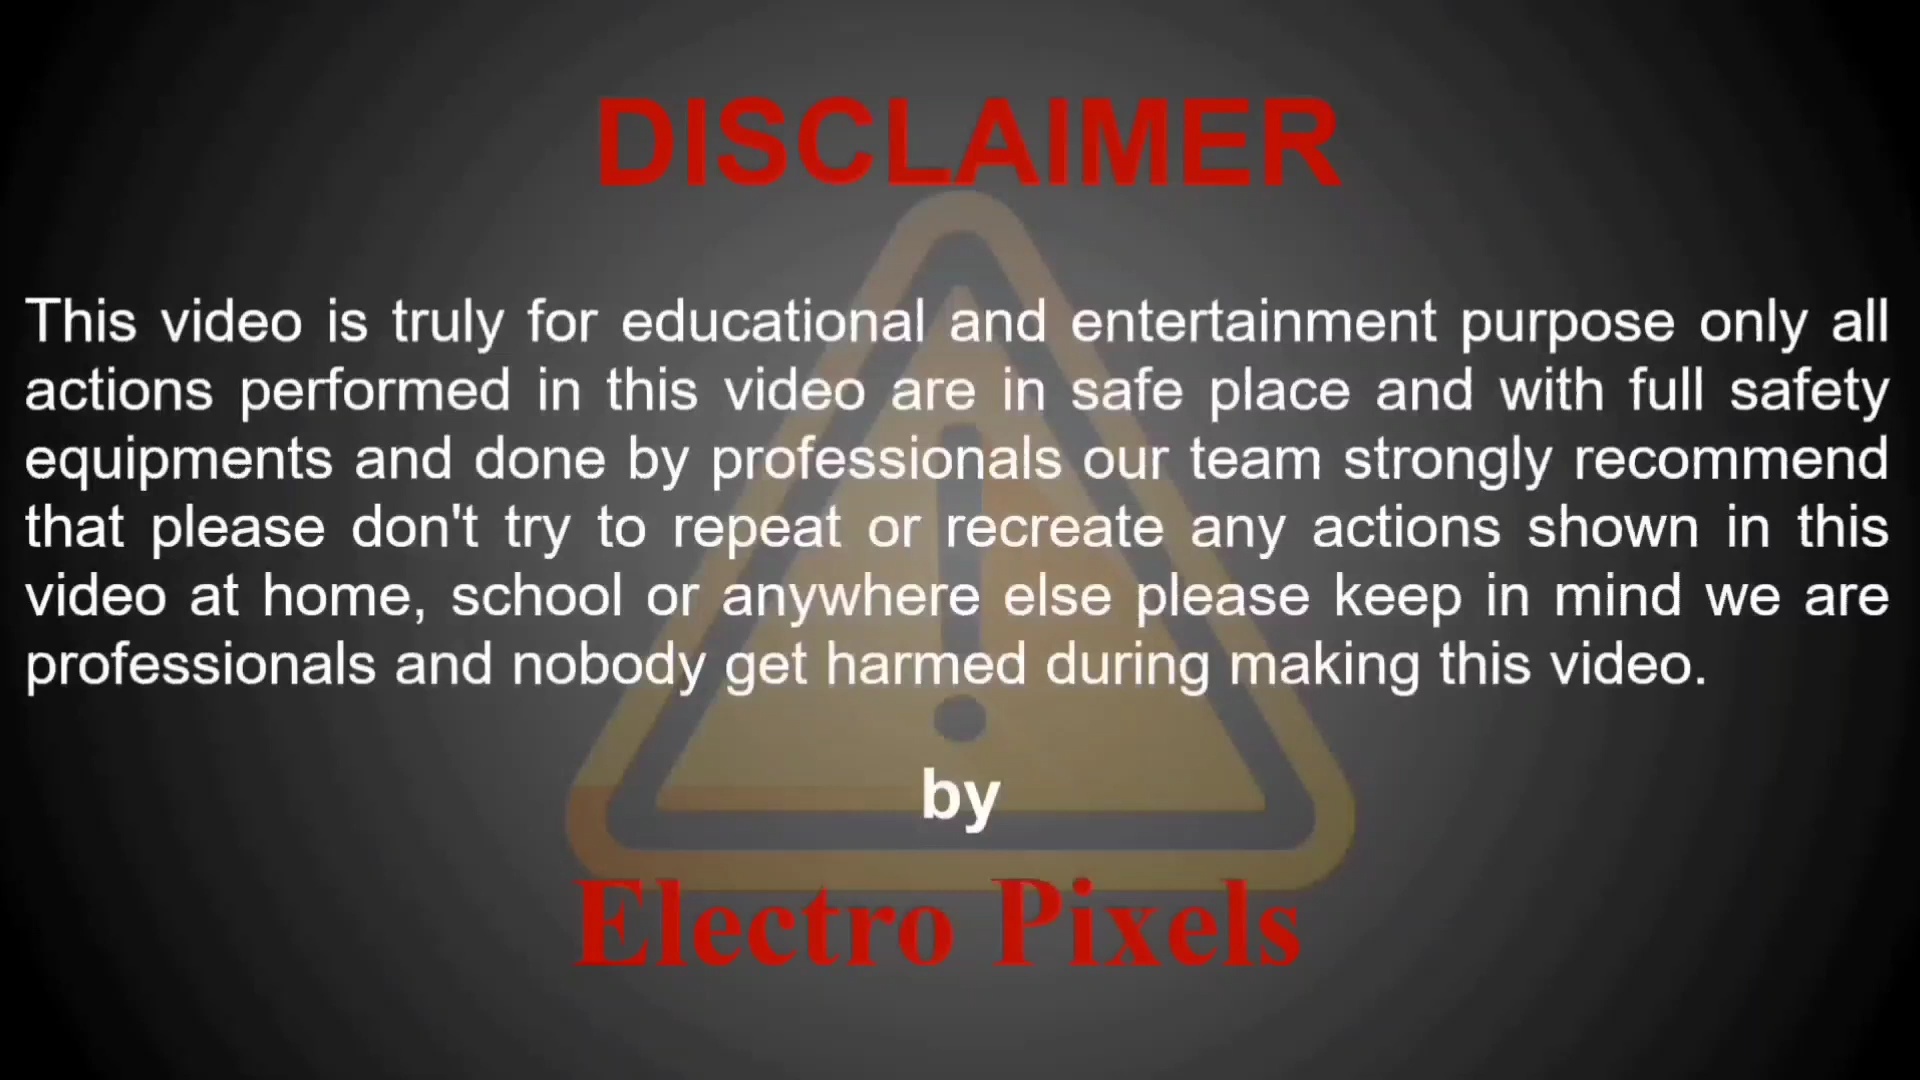 DISCLAIMER
This video is truly for educational and entertainment purpose only all
actions performed in this video are in safe place and with full safety
equipments and done by professionals our team strongly recommend
that please don't try to repeat or recreate any actions shown in this
video at home, school or anywhere else please keep in mind we are
professionals and nobody get harmed during making this video.
by
Electro Pixels